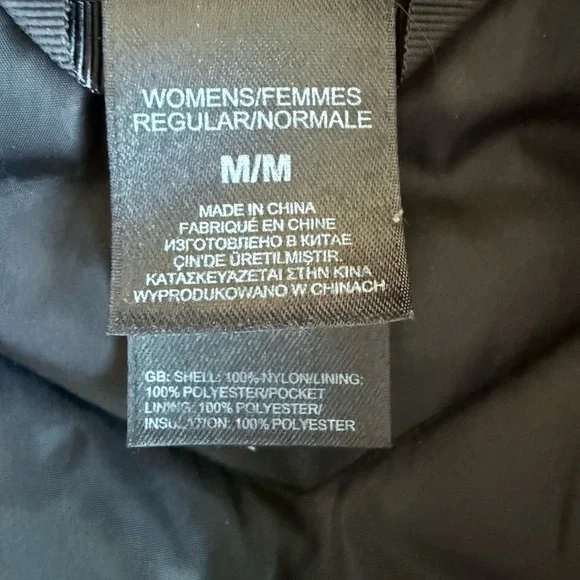 WOMENS/FEMMES
REGULAR/NORMALE
M/M
MADE IN CHINA
FABRIQUÉ EN CHINE
ИЗГОТОВЛЕНО В КИТАЕ
ÇIN'DE ÜRETILMIŞTIR.
ΚΑΤΑΣΚΕΥΑΖΕΤΑΙ ΣΤΗΝ ΚΙΝΑ
WYPRODUKOWANO W CHINACH
GB: SHELL: 100% NYLON/LINING:
100% POLYESTER/POCKET
LINING: 100% POLYESTER/
INSULATION: 100% POLYESTER